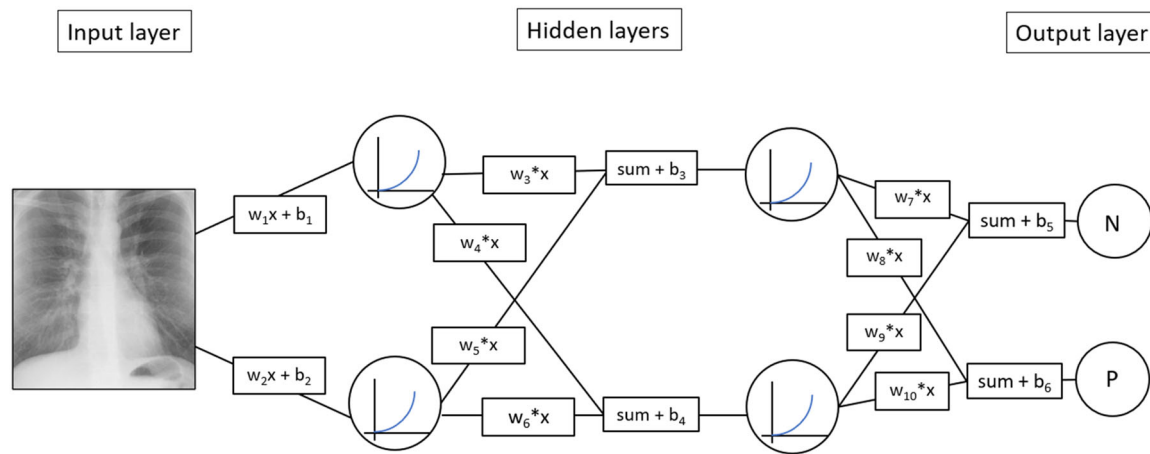 Input layer
Hidden layers
Output layer
w₁x + b₁
w₃*x
sum + b₃
w₇*x
sum + b₅
N
w₄*x
w₈*x
w₅*x
w₉*x
w₂x + b₂
w₆*x
sum + b₄
w₁₀*x
sum + b₆
P